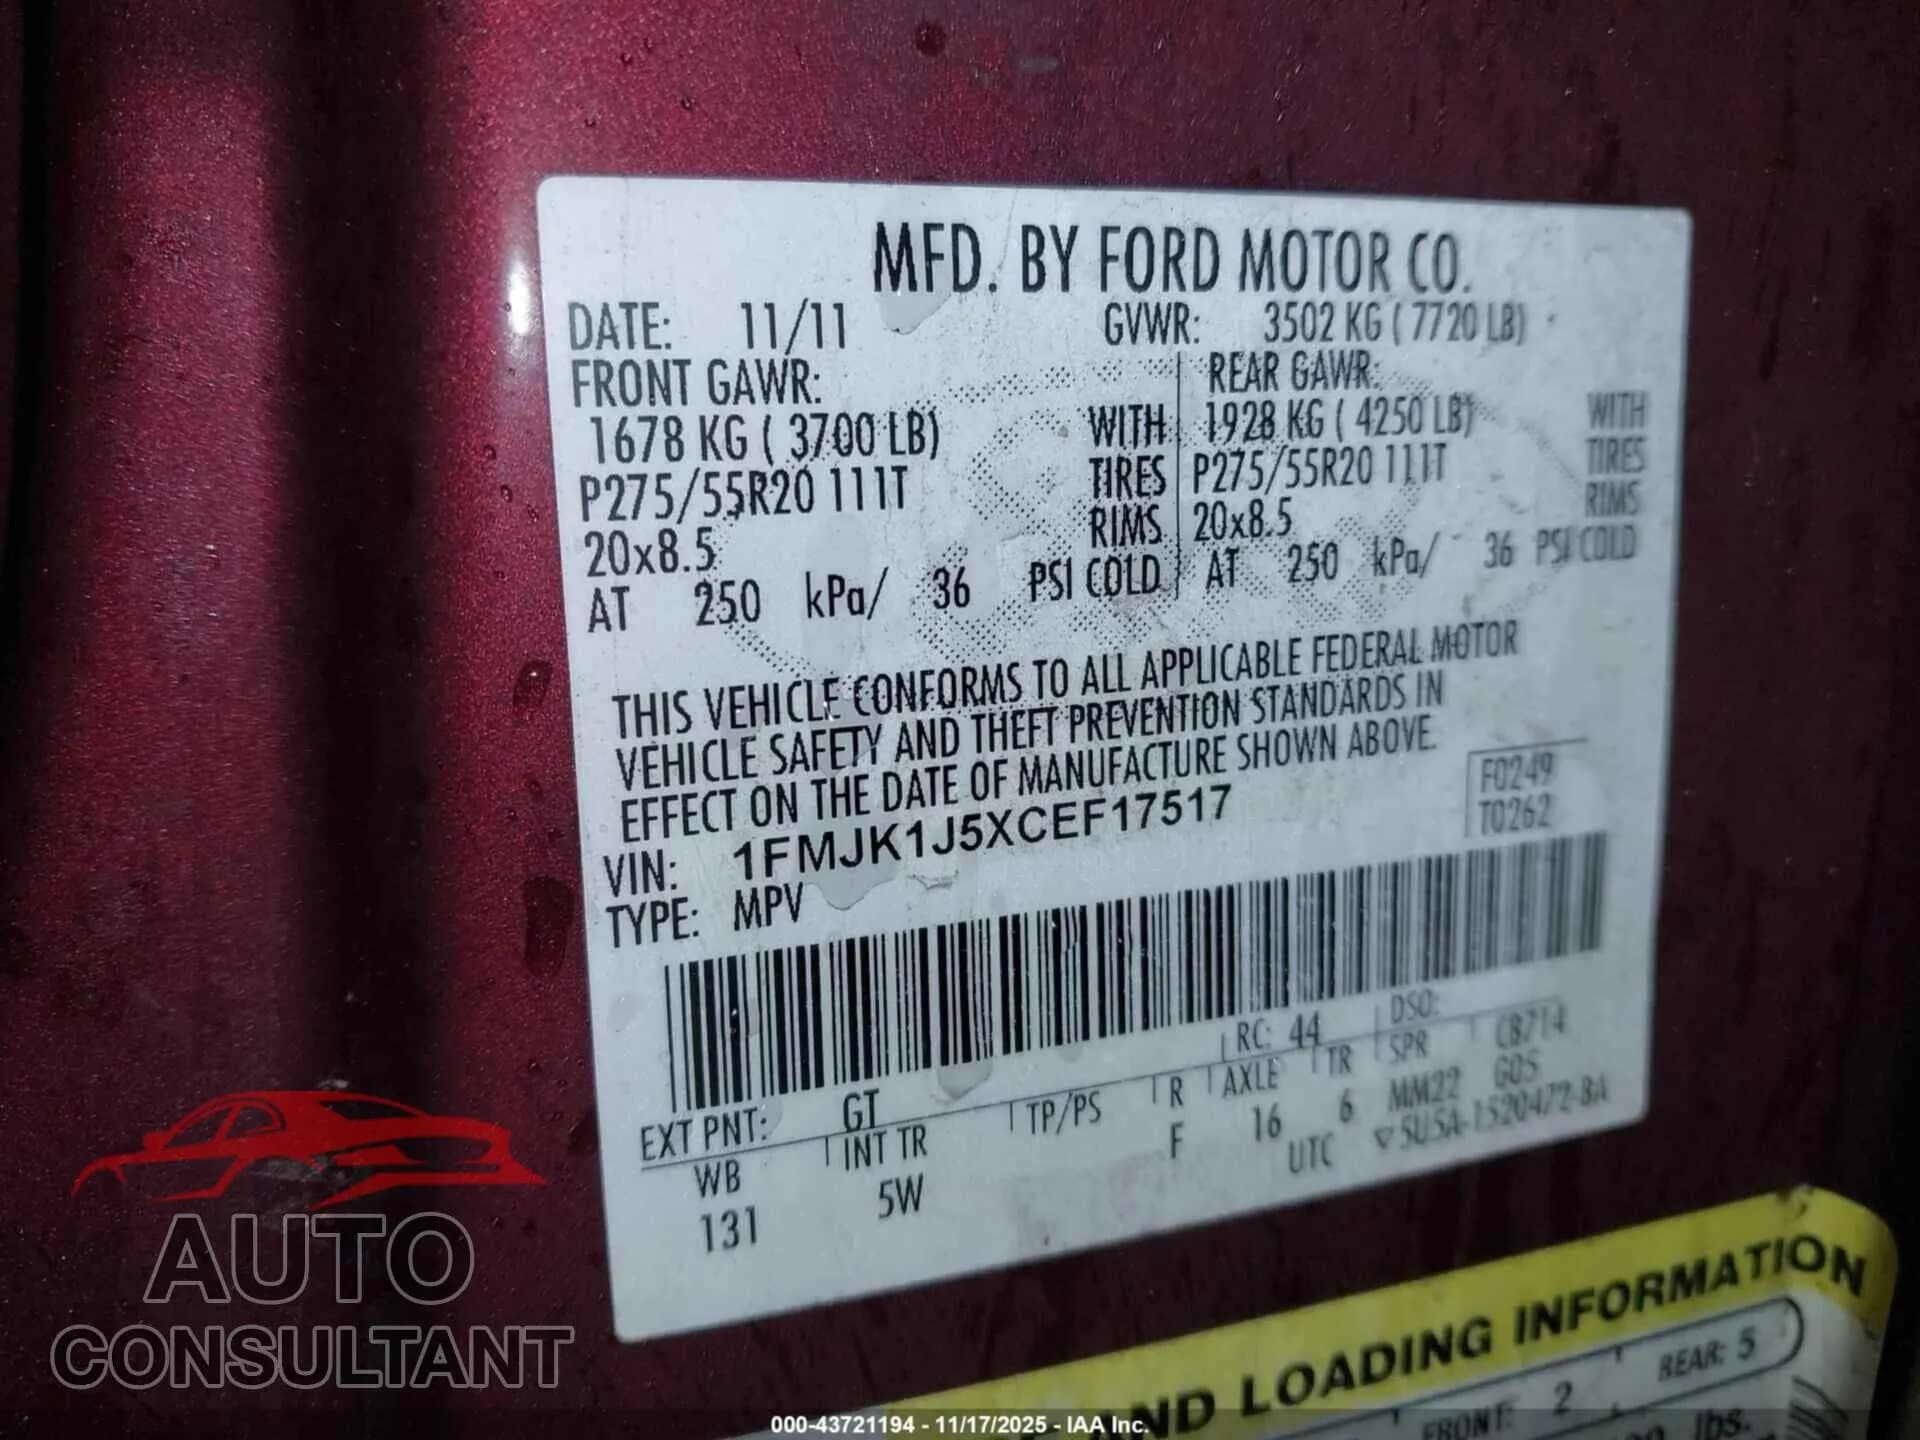 MFD. BY FORD MOTOR CO.
DATE: 11/11 GVWR: 3502 KG ( 7720 LB)
FRONT GAWR: REAR GAWR:
1678 KG ( 3700 LB) WITH 1928 KG ( 4250 LB) WITH
P275/55R20 111T TIRES P275/55R20 111T TIRES
20x8.5 RIMS 20x8.5 RIMS
AT 250 kPa/ 36 PSI COLD AT 250 kPa/ 36 PSI COLD
THIS VEHICLE CONFORMS TO ALL APPLICABLE FEDERAL MOTOR
VEHICLE SAFETY AND THEFT PREVENTION STANDARDS IN
EFFECT ON THE DATE OF MANUFACTURE SHOWN ABOVE.
VIN: 1FMJK1J5XCEF17517 F0249
TYPE: MPV T0262
EXT PNT: GT RC: 44 DSO:
WB INT TR TP/PS R AXLE TR SPR CB714
131 5W F 16 6 MM22 G05
UTC ▽ 5U5A-1520472-BA
AND LOADING INFORMATION
FRONT: 2 REAR: 5
lbs.
AUTO
CONSULTANT
000-43721194 - 11/17/2025 - IAA Inc.